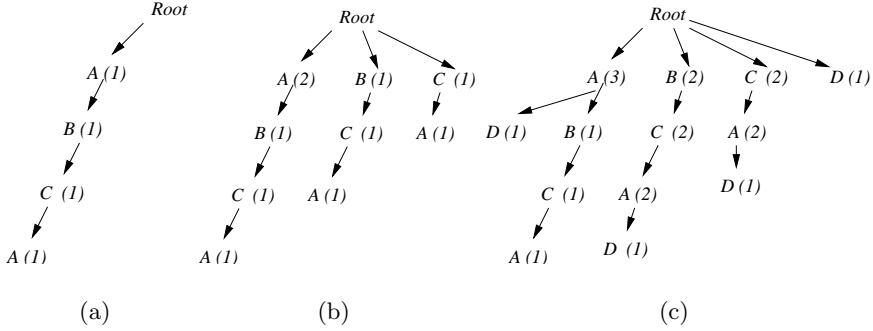 Root
A (1)
B (1)
C (1)
A (1)
(a)
Root
A (2) B (1) C (1)
B (1) C (1) A (1)
C (1) A (1)
A (1)
(b)
Root
A (3) B (2) C (2) D (1)
D (1) B (1) C (2) A (2)
C (1) A (2) D (1)
A (1) D (1)
(c)